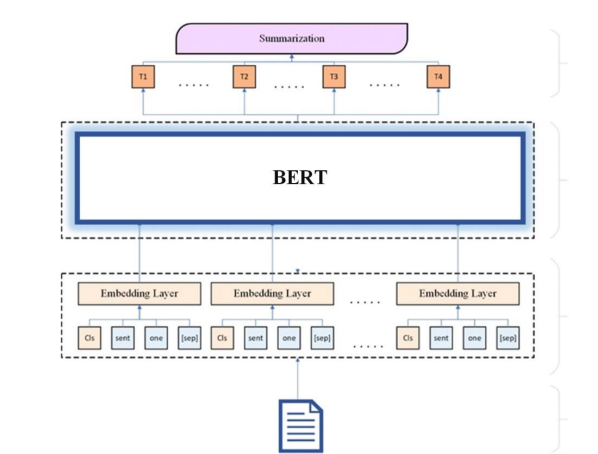 Summarization
T1 ..... T2 ..... T3 ..... T4
BERT
Embedding Layer Embedding Layer ..... Embedding Layer
Cls sent one [sep] Cls sent one [sep] ..... Cls sent one [sep]